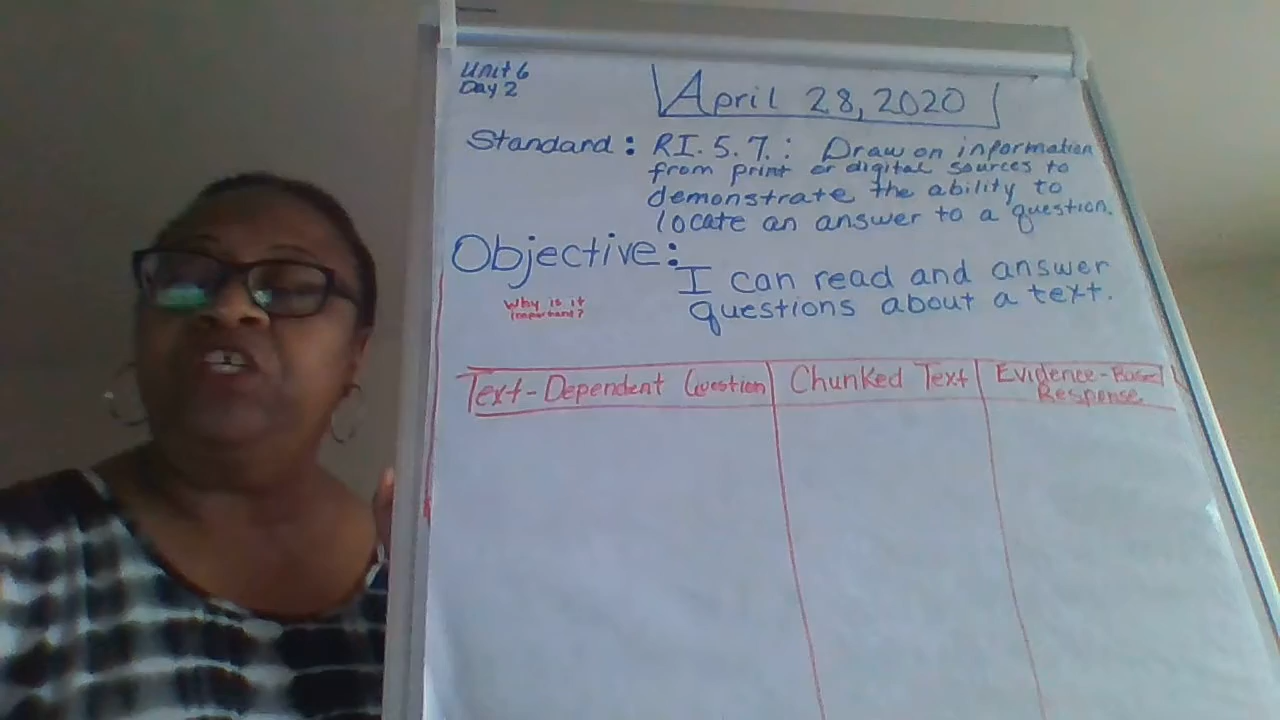 Unit 6
Day 2
April 28, 2020
Standard: RI.5.7.: Draw on information
from print or digital sources to
demonstrate the ability to
locate an answer to a question.
Objective: I can read and answer
questions about a text.
Why is it
important?
Text-Dependent Question
Chunked Text
Evidence-Based
Response